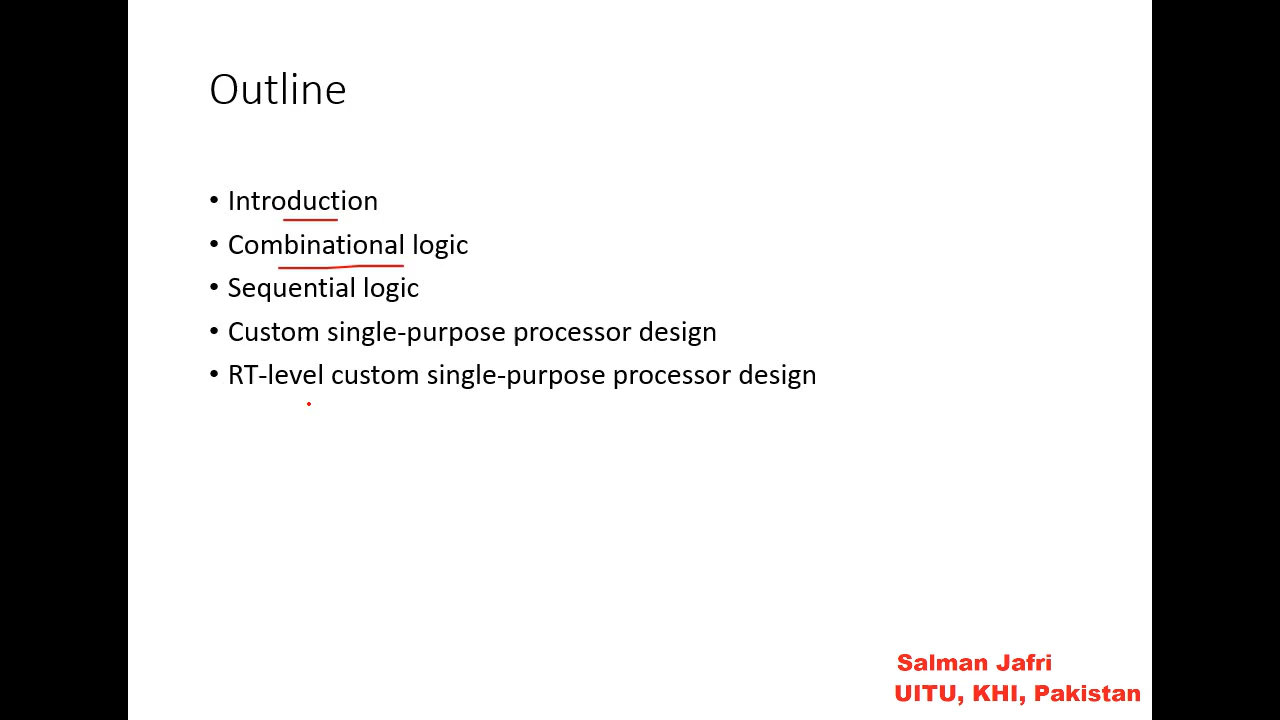 Outline
• Introduction
• Combinational logic
• Sequential logic
• Custom single-purpose processor design
• RT-level custom single-purpose processor design
Salman Jafri
UITU, KHI, Pakistan